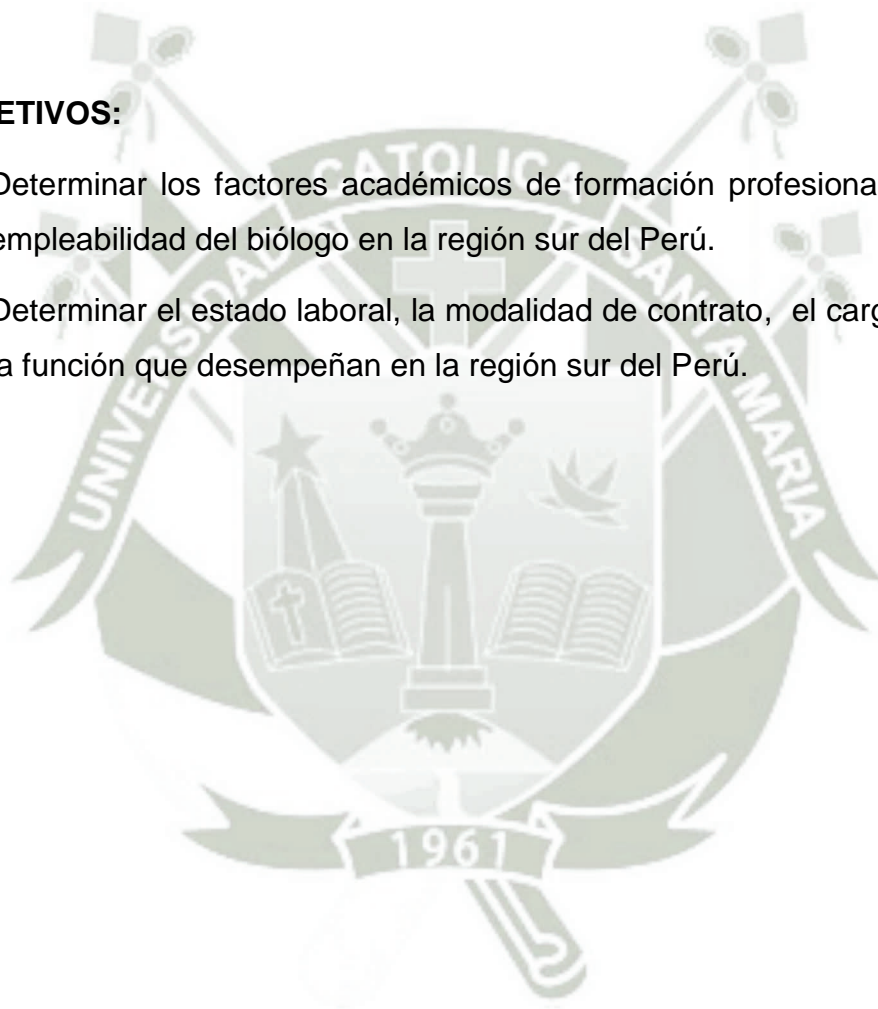 ETIVOS:
Determinar los factores académicos de formación profesiona
empleabilidad del biólogo en la región sur del Perú.
Determinar el estado laboral, la modalidad de contrato, el carg
a función que desempeñan en la región sur del Perú.
UNIVERSIDAD CATOLICA SANTA MARIA
1961